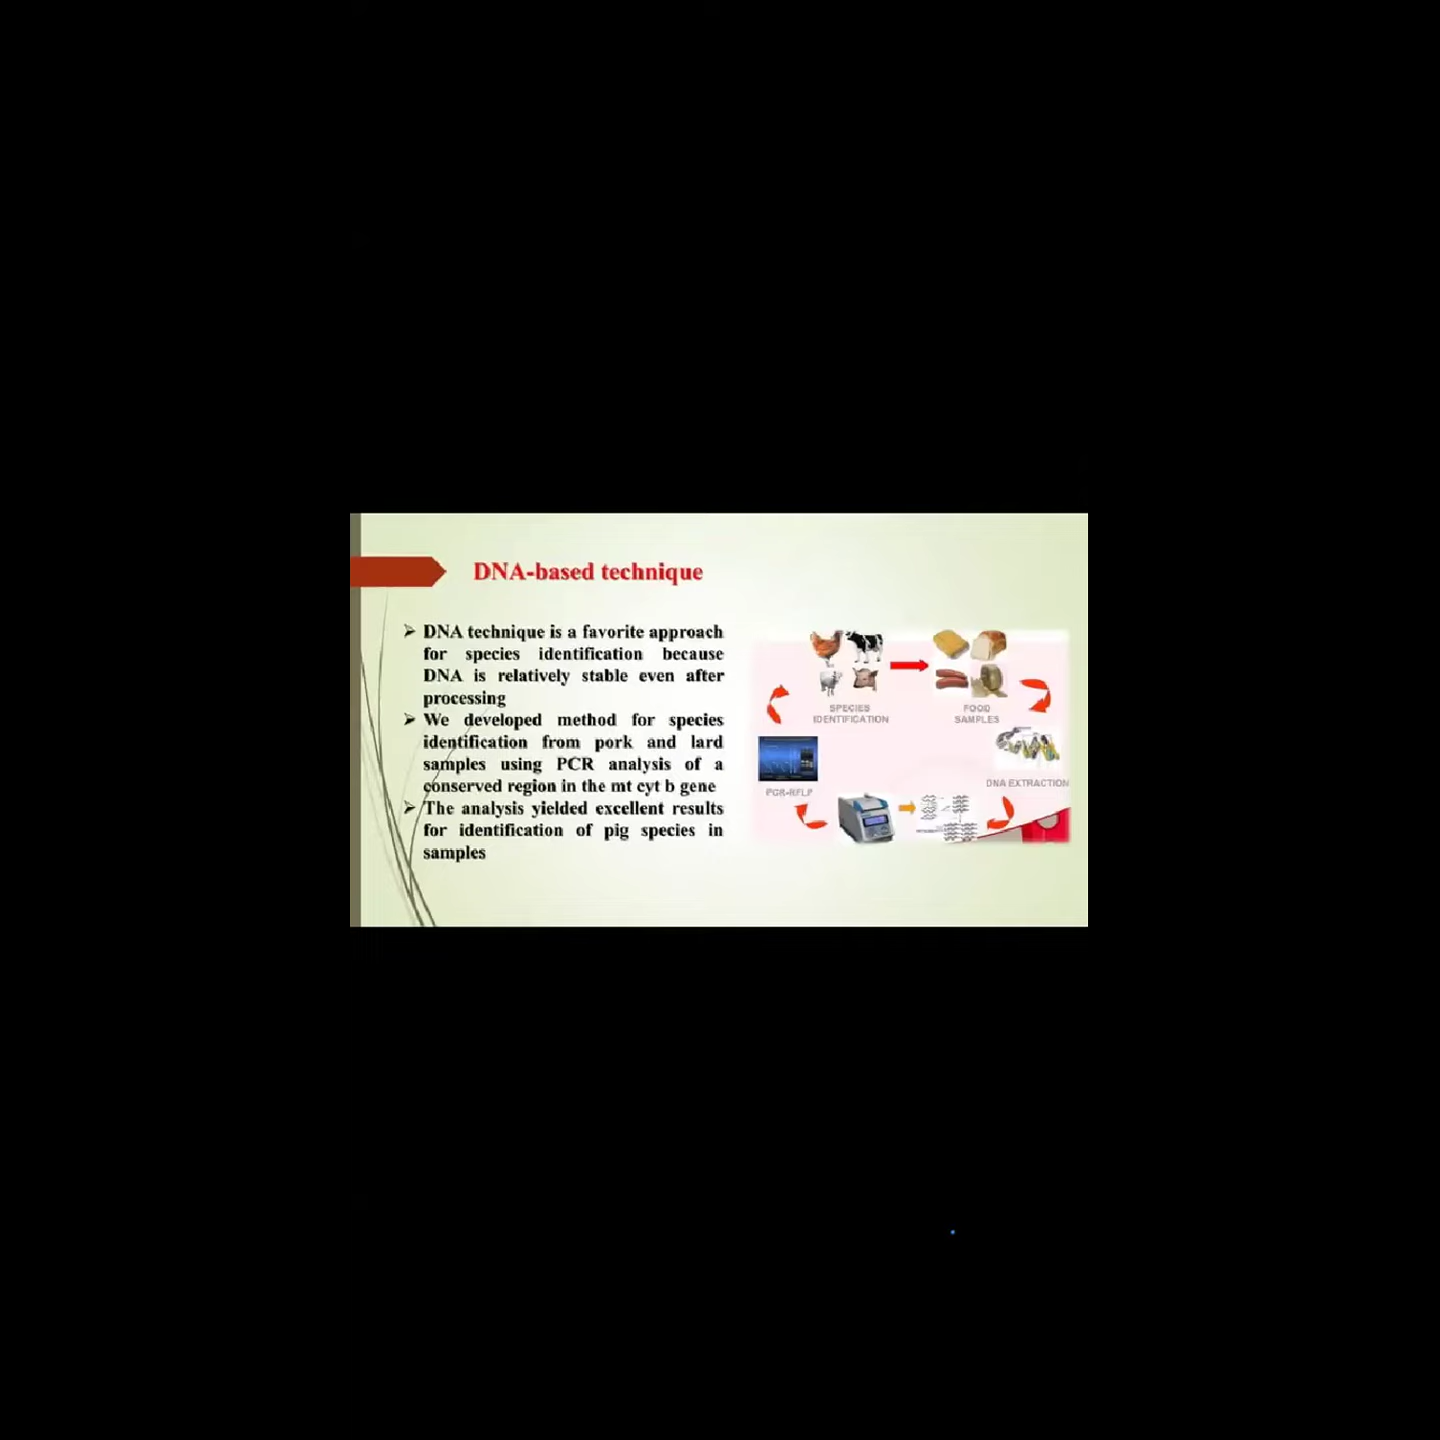 DNA-based technique
➢ DNA technique is a favorite approach
for species identification because
DNA is relatively stable even after
processing
➢ We developed method for species
identification from pork and lard
samples using PCR analysis of a
conserved region in the mt cyt b gene
➢ The analysis yielded excellent results
for identification of pig species in
samples
SPECIES
IDENTIFICATION
FOOD
SAMPLES
DNA EXTRACTION
PCR-RFLP